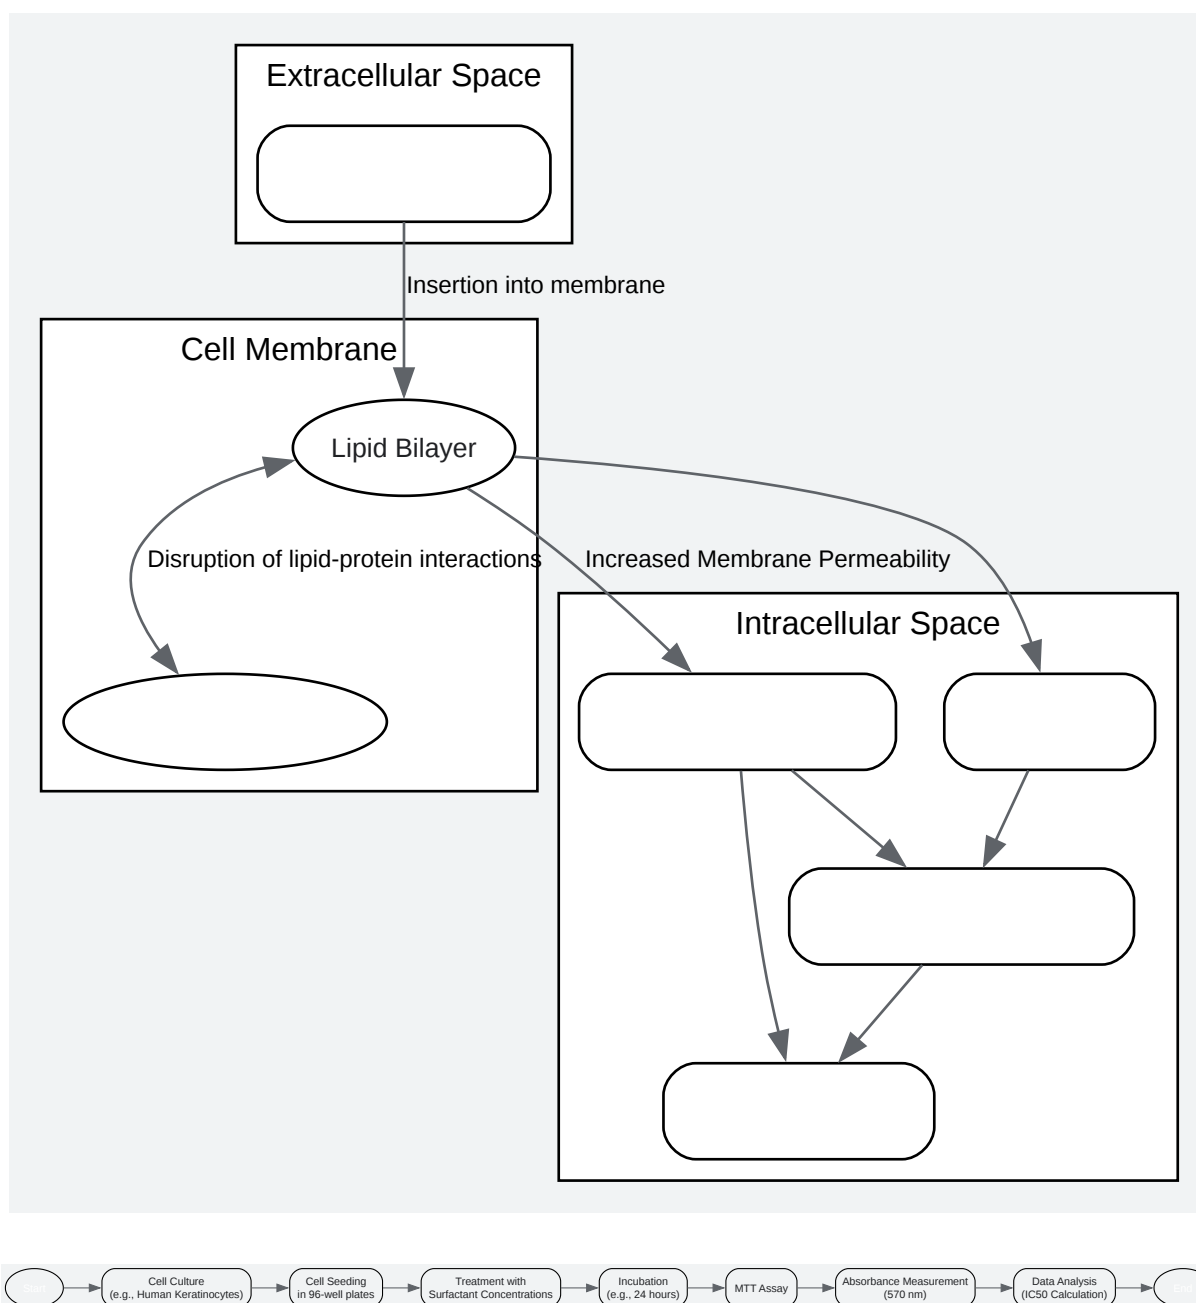 Extracellular Space
Insertion into membrane
Cell Membrane
Lipid Bilayer
Disruption of lipid-protein interactions
Increased Membrane Permeability
Intracellular Space
Start
Cell Culture
(e.g., Human Keratinocytes)
Cell Seeding
in 96-well plates
Treatment with
Surfactant Concentrations
Incubation
(e.g., 24 hours)
MTT Assay
Absorbance Measurement
(570 nm)
Data Analysis
(IC50 Calculation)